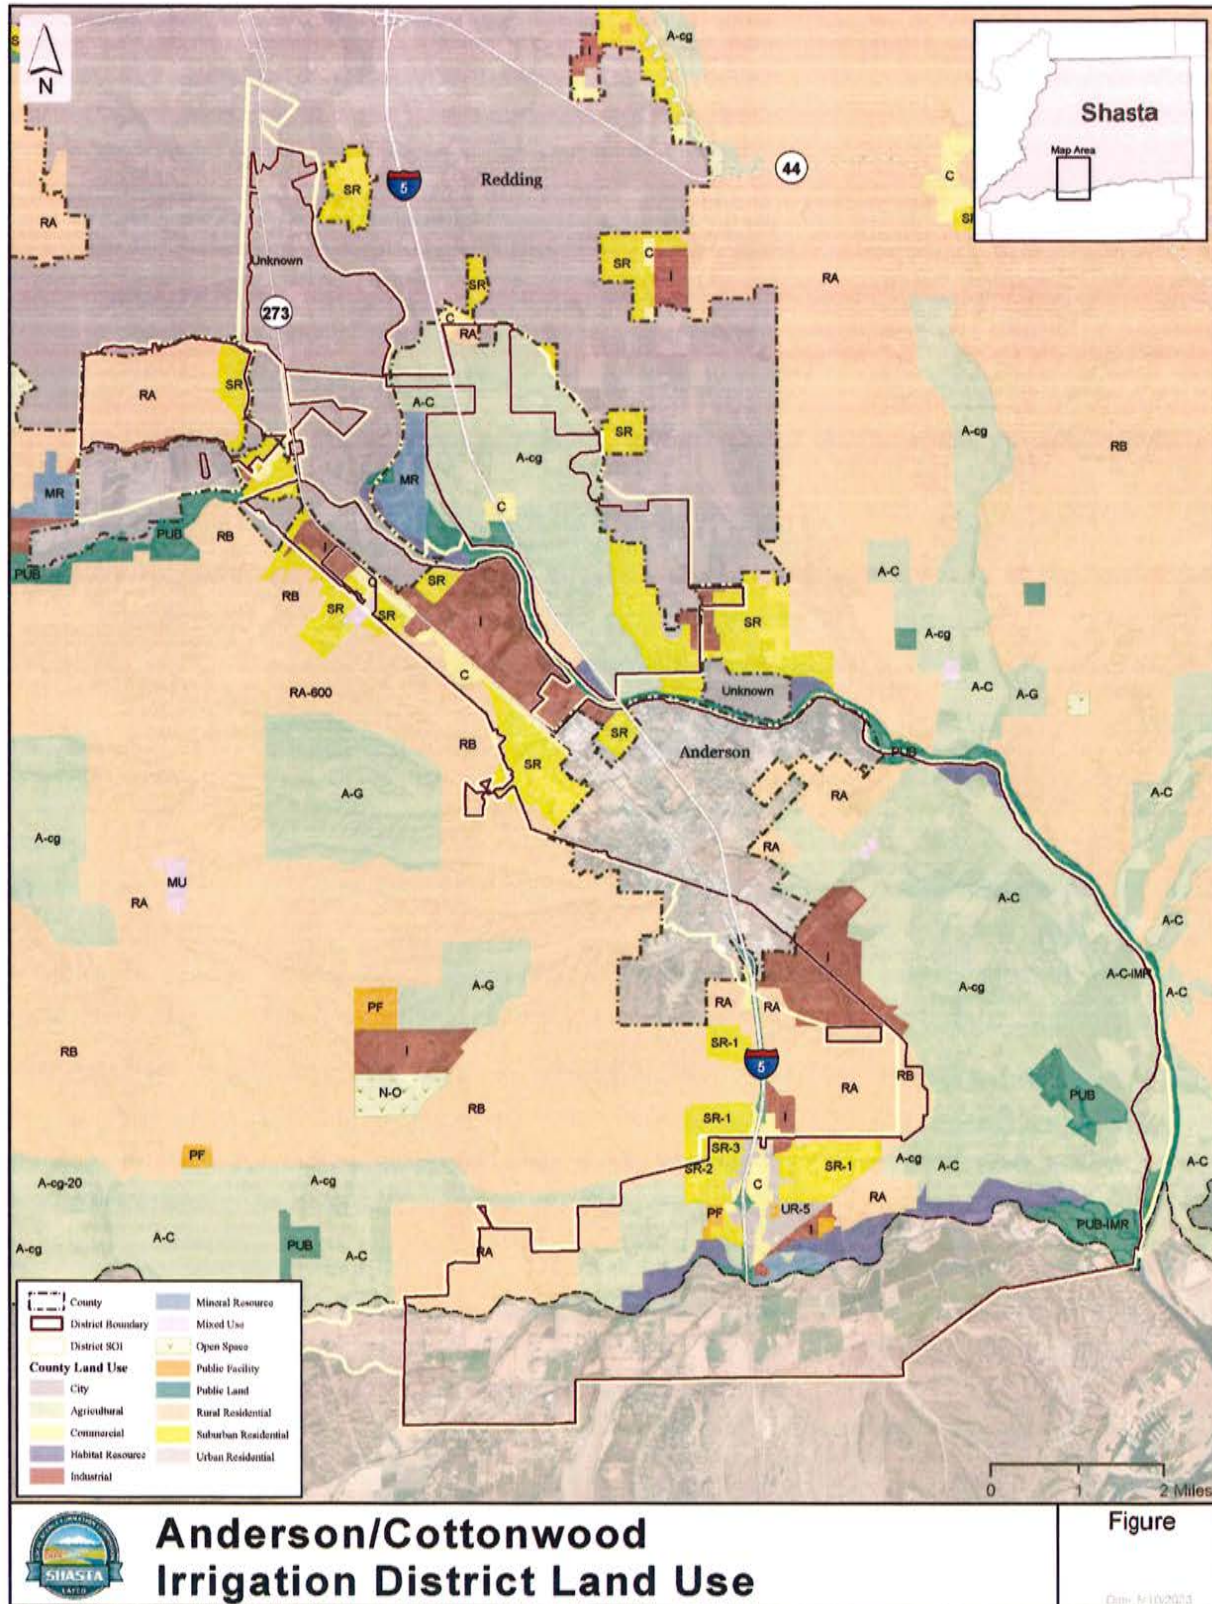 N
S
A-cg
I
Shasta
Map Area
44
C
SR
5
Redding
SR
RA
Unknown
SR
C
I
RA
SR
273
C
RA
SR
RA
A-C
SR
A-cg
A-cg
RB
MR
MR
C
PUB
RB
PUB
I
C
SR
A-C
RB
SR
SR
I
SR
A-cg
C
RA-600
Unknown
A-C
A-G
RB
SR
Anderson
PUB
SR
A-G
RA
A-C
A-cg
RA
MU
RA
A-C
A-C
I
A-C-IMR
A-G
A-cg
A-C
PF
RA
RA
RB
I
SR-1
5
RB
N-O
RA
PUB
RB
SR-1
I
PF
SR-3
SR-2
SR-1
A-cg
A-C
A-C
A-cg-20
A-cg
C
RA
PF
UR-5
I
PUB-IMR
A-cg
A-C
PUB
A-C
RA
County
District Boundary
District SOI
County Land Use
City
Agricultural
Commercial
Habitat Resource
Industrial
Mineral Resource
Mixed Use
Open Space
Public Facility
Public Land
Rural Residential
Suburban Residential
Urban Residential
0 1 2 Miles
SHASTA
LAFCO
Anderson/Cottonwood
Irrigation District Land Use
Figure